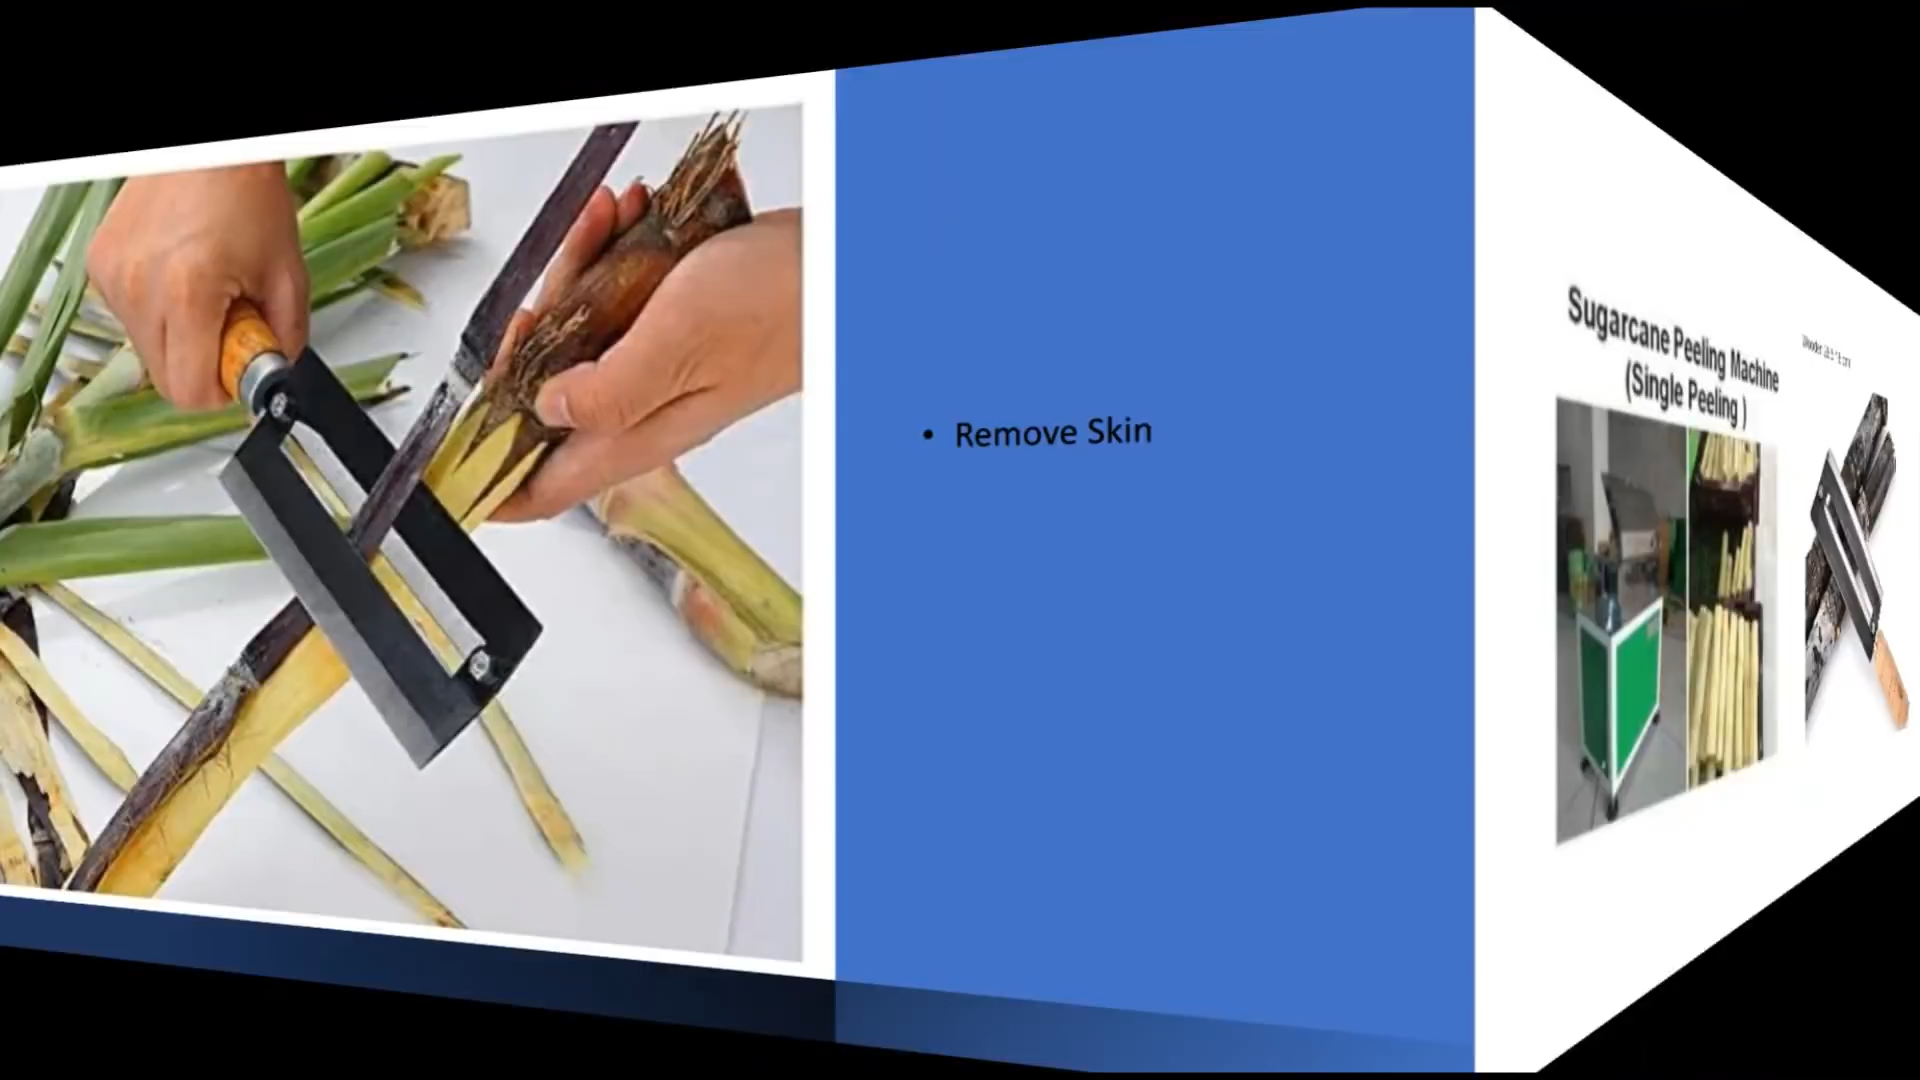 • Remove Skin
Sugarcane Peeling Machine
(Single Peeling )